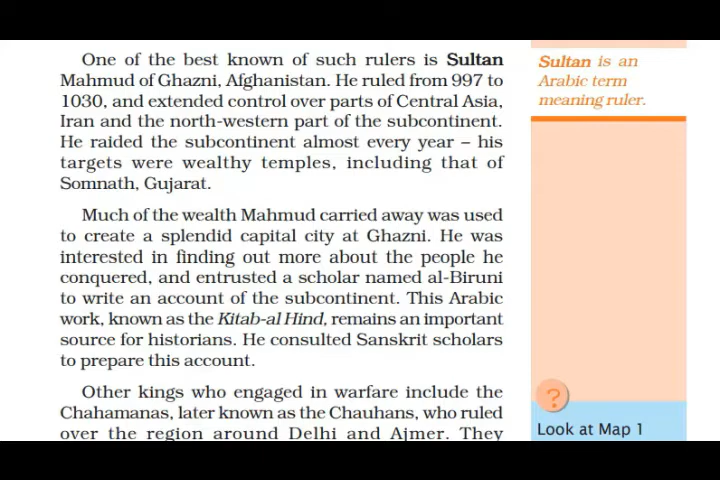 One of the best known of such rulers is Sultan
Mahmud of Ghazni, Afghanistan. He ruled from 997 to
1030, and extended control over parts of Central Asia,
Iran and the north-western part of the subcontinent.
He raided the subcontinent almost every year – his
targets were wealthy temples, including that of
Somnath, Gujarat.
Much of the wealth Mahmud carried away was used
to create a splendid capital city at Ghazni. He was
interested in finding out more about the people he
conquered, and entrusted a scholar named al-Biruni
to write an account of the subcontinent. This Arabic
work, known as the Kitab-al Hind, remains an important
source for historians. He consulted Sanskrit scholars
to prepare this account.
Other kings who engaged in warfare include the
Chahamanas, later known as the Chauhans, who ruled
over the region around Delhi and Ajmer. They
Sultan is an
Arabic term
meaning ruler.
?
Look at Map 1